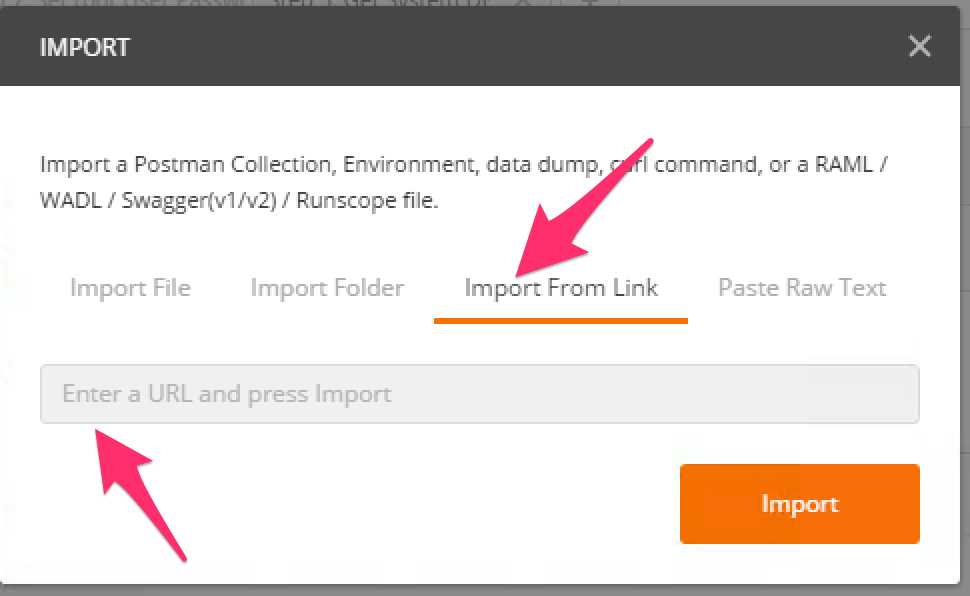 IMPORT
Import a Postman Collection, Environment, data dump, curl command, or a RAML /
WADL / Swagger(v1/v2) / Runscope file.
Import File Import Folder Import From Link Paste Raw Text
Enter a URL and press Import
Import